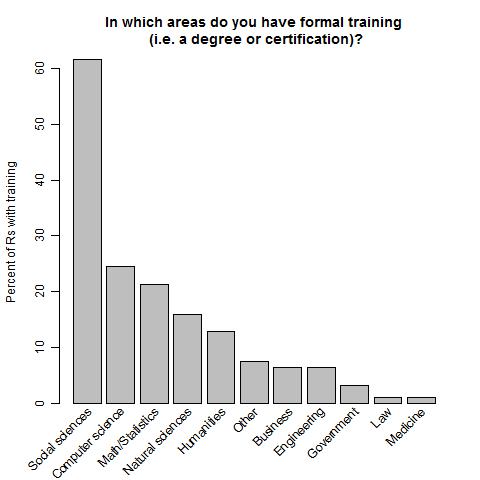 In which areas do you have formal training
(i.e. a degree or certification)?
Percent of Rs with training
60
50
40
30
20
10
0
Social sciences
Computer science
Math/Statistics
Natural sciences
Humanities
Other
Business
Engineering
Government
Law
Medicine